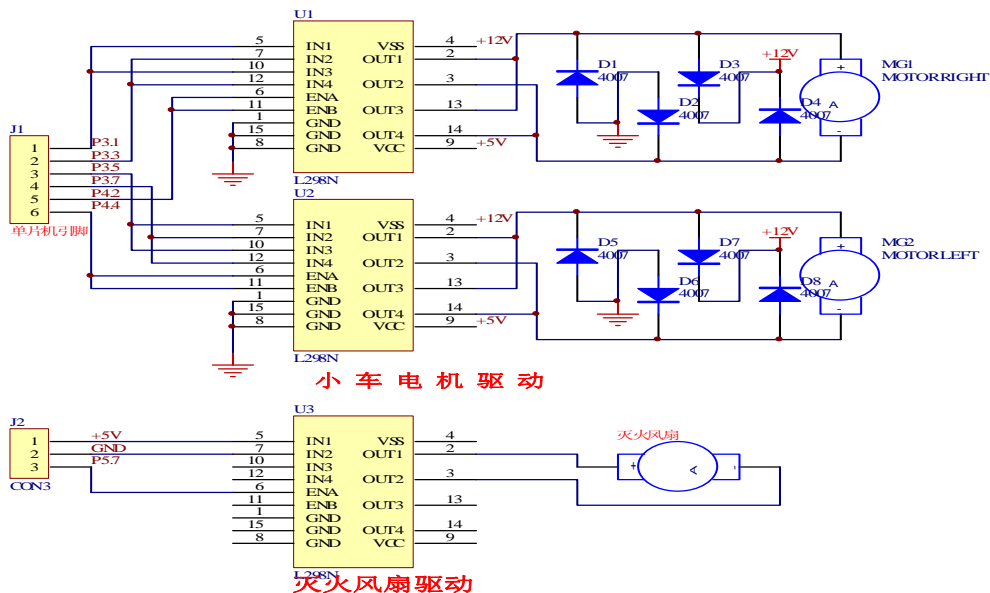 U1
5 IN1 VSS 4 +12V
7 IN2 OUT1 2
10 IN3
12 IN4 OUT2 3
6 ENA
11 ENB OUT3 13
1 GND
15 GND OUT4 14
8 GND VCC 9 +5V
L298N
D1
4007
D2
4007
D3
4007
+12V
D4
4007
+
A
-
MG1
MOTOR RIGHT
J1
1 P3.1
2 P3.3
3 P3.5
4 P3.7
5 P4.2
6 P4.4
单片机引脚
U2
5 IN1 VSS 4 +12V
7 IN2 OUT1 2
10 IN3
12 IN4 OUT2 3
6 ENA
11 ENB OUT3 13
1 GND
15 GND OUT4 14
8 GND VCC 9 +5V
L298N
D5
4007
D6
4007
D7
4007
+12V
D8
4007
+
A
-
MG2
MOTOR LEFT
小车电机驱动
J2
1 +5V
2 GND
3 P5.7
CON3
U3
5 IN1 VSS 4
7 IN2 OUT1 2
10 IN3
12 IN4 OUT2 3
6 ENA
11 ENB OUT3 13
1 GND
15 GND OUT4 14
8 GND VCC 9
L298N
灭火风扇
+ A -
灭火风扇驱动